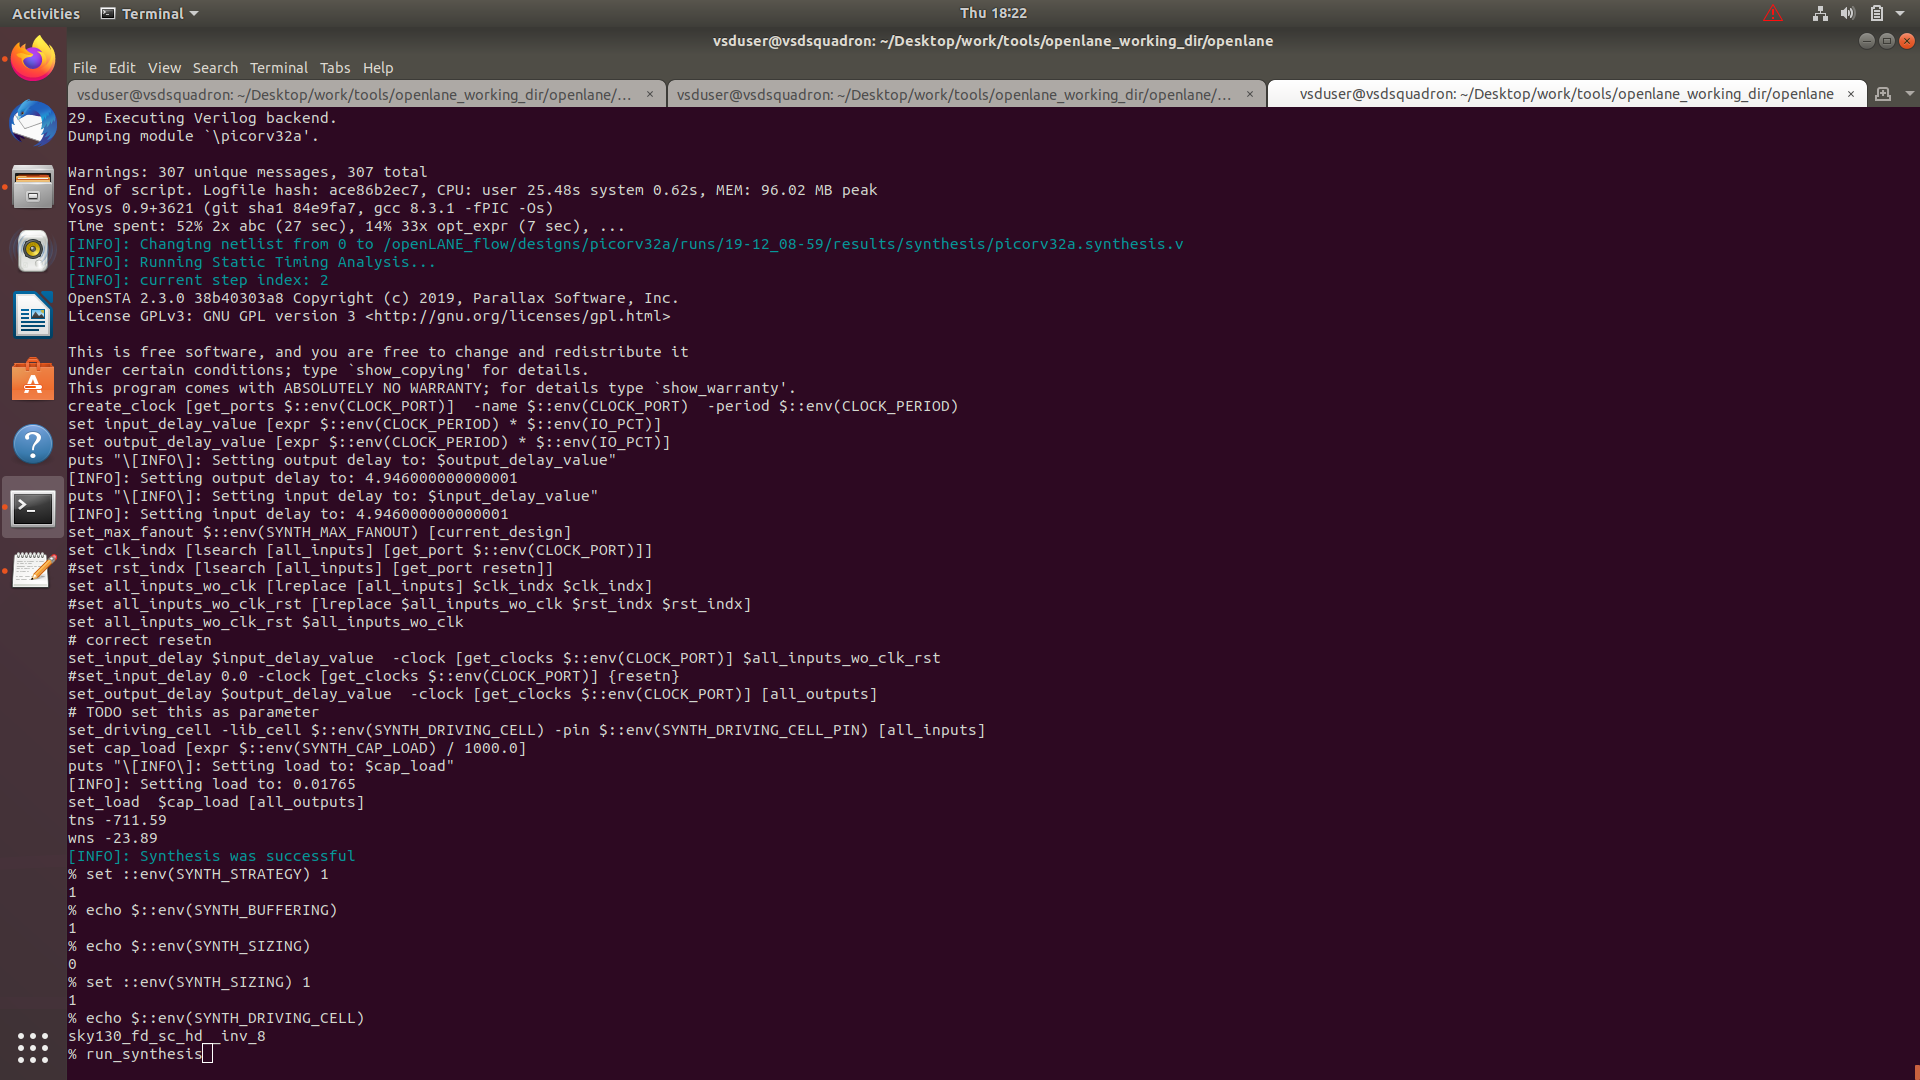 Activities
Terminal
Thu 18:22
vsduser@vsdsquadron: ~/Desktop/work/tools/openlane_working_dir/openlane
File Edit View Search Terminal Tabs Help
vsduser@vsdsquadron: ~/Desktop/work/tools/openlane_working_dir/openlane/...
vsduser@vsdsquadron: ~/Desktop/work/tools/openlane_working_dir/openlane/...
vsduser@vsdsquadron: ~/Desktop/work/tools/openlane_working_dir/openlane
29. Executing Verilog backend.
Dumping module `\picorv32a'.
Warnings: 307 unique messages, 307 total
End of script. Logfile hash: ace86b2ec7, CPU: user 25.48s system 0.62s, MEM: 96.02 MB peak
Yosys 0.9+3621 (git sha1 84e9fa7, gcc 8.3.1 -fPIC -Os)
Time spent: 52% 2x abc (27 sec), 14% 33x opt_expr (7 sec), ...
[INFO]: Changing netlist from 0 to /openLANE_flow/designs/picorv32a/runs/19-12_08-59/results/synthesis/picorv32a.synthesis.v
[INFO]: Running Static Timing Analysis...
[INFO]: current step index: 2
OpenSTA 2.3.0 38b40303a8 Copyright (c) 2019, Parallax Software, Inc.
License GPLv3: GNU GPL version 3 <http://gnu.org/licenses/gpl.html>
This is free software, and you are free to change and redistribute it
under certain conditions; type `show_copying' for details.
This program comes with ABSOLUTELY NO WARRANTY; for details type `show_warranty'.
create_clock [get_ports $::env(CLOCK_PORT)]  -name $::env(CLOCK_PORT)  -period $::env(CLOCK_PERIOD)
set input_delay_value [expr $::env(CLOCK_PERIOD) * $::env(IO_PCT)]
set output_delay_value [expr $::env(CLOCK_PERIOD) * $::env(IO_PCT)]
puts "\[INFO\]: Setting output delay to: $output_delay_value"
[INFO]: Setting output delay to: 4.946000000000001
puts "\[INFO\]: Setting input delay to: $input_delay_value"
[INFO]: Setting input delay to: 4.946000000000001
set_max_fanout $::env(SYNTH_MAX_FANOUT) [current_design]
set clk_indx [lsearch [all_inputs] [get_port $::env(CLOCK_PORT)]]
#set rst_indx [lsearch [all_inputs] [get_port resetn]]
set all_inputs_wo_clk [lreplace [all_inputs] $clk_indx $clk_indx]
#set all_inputs_wo_clk_rst [lreplace $all_inputs_wo_clk $rst_indx $rst_indx]
set all_inputs_wo_clk_rst $all_inputs_wo_clk
# correct resetn
set_input_delay $input_delay_value  -clock [get_clocks $::env(CLOCK_PORT)] $all_inputs_wo_clk_rst
#set_input_delay 0.0 -clock [get_clocks $::env(CLOCK_PORT)] {resetn}
set_output_delay $output_delay_value  -clock [get_clocks $::env(CLOCK_PORT)] [all_outputs]
# TODO set this as parameter
set_driving_cell -lib_cell $::env(SYNTH_DRIVING_CELL) -pin $::env(SYNTH_DRIVING_CELL_PIN) [all_inputs]
set cap_load [expr $::env(SYNTH_CAP_LOAD) / 1000.0]
puts "\[INFO\]: Setting load to: $cap_load"
[INFO]: Setting load to: 0.01765
set_load  $cap_load [all_outputs]
tns -711.59
wns -23.89
[INFO]: Synthesis was successful
% set ::env(SYNTH_STRATEGY) 1
1
% echo $::env(SYNTH_BUFFERING)
1
% echo $::env(SYNTH_SIZING)
0
% set ::env(SYNTH_SIZING) 1
1
% echo $::env(SYNTH_DRIVING_CELL)
sky130_fd_sc_hd__inv_8
% run_synthesis